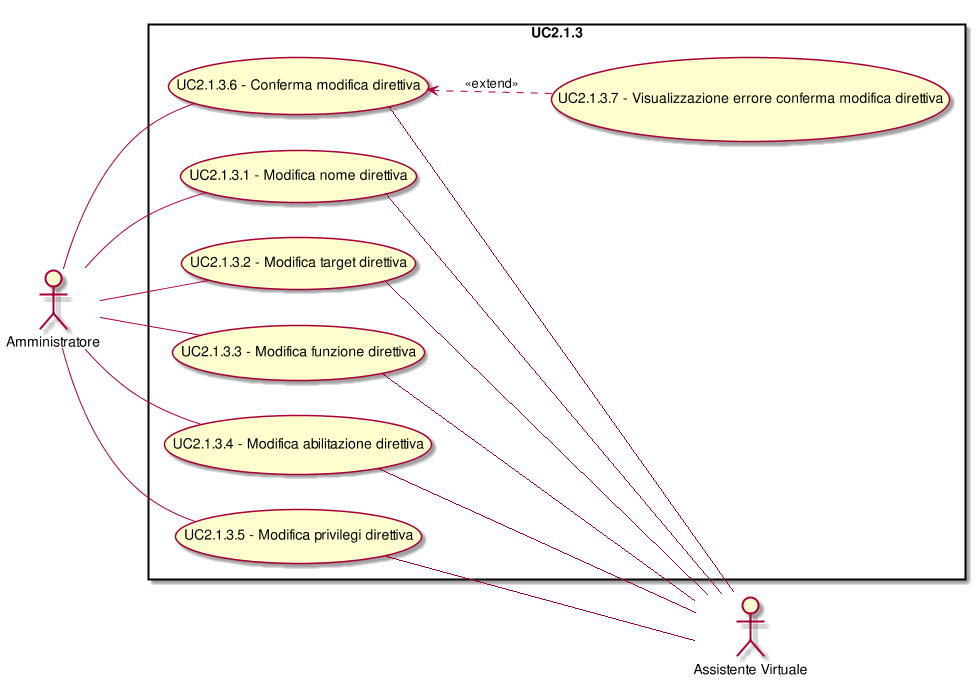 UC2.1.3
UC2.1.3.6 - Conferma modifica direttiva
«extend»
UC2.1.3.7 - Visualizzazione errore conferma modifica direttiva
UC2.1.3.1 - Modifica nome direttiva
UC2.1.3.2 - Modifica target direttiva
Amministratore
UC2.1.3.3 - Modifica funzione direttiva
UC2.1.3.4 - Modifica abilitazione direttiva
UC2.1.3.5 - Modifica privilegi direttiva
Assistente Virtuale